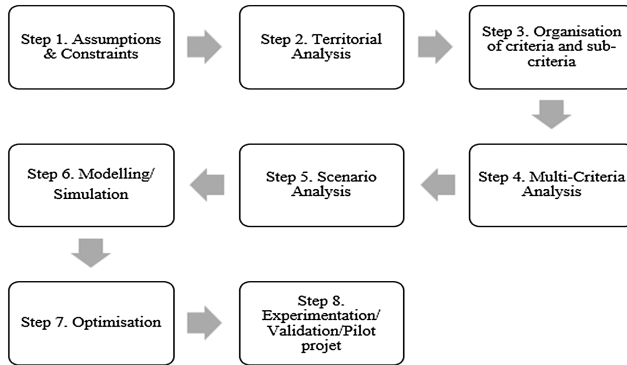 Step 1. Assumptions
& Constraints
Step 2. Territorial
Analysis
Step 3. Organisation
of criteria and sub-
criteria
Step 4. Multi-Criteria
Analysis
Step 5. Scenario
Analysis
Step 6. Modelling/
Simulation
Step 7. Optimisation
Step 8.
Experimentation/
Validation/Pilot
projet